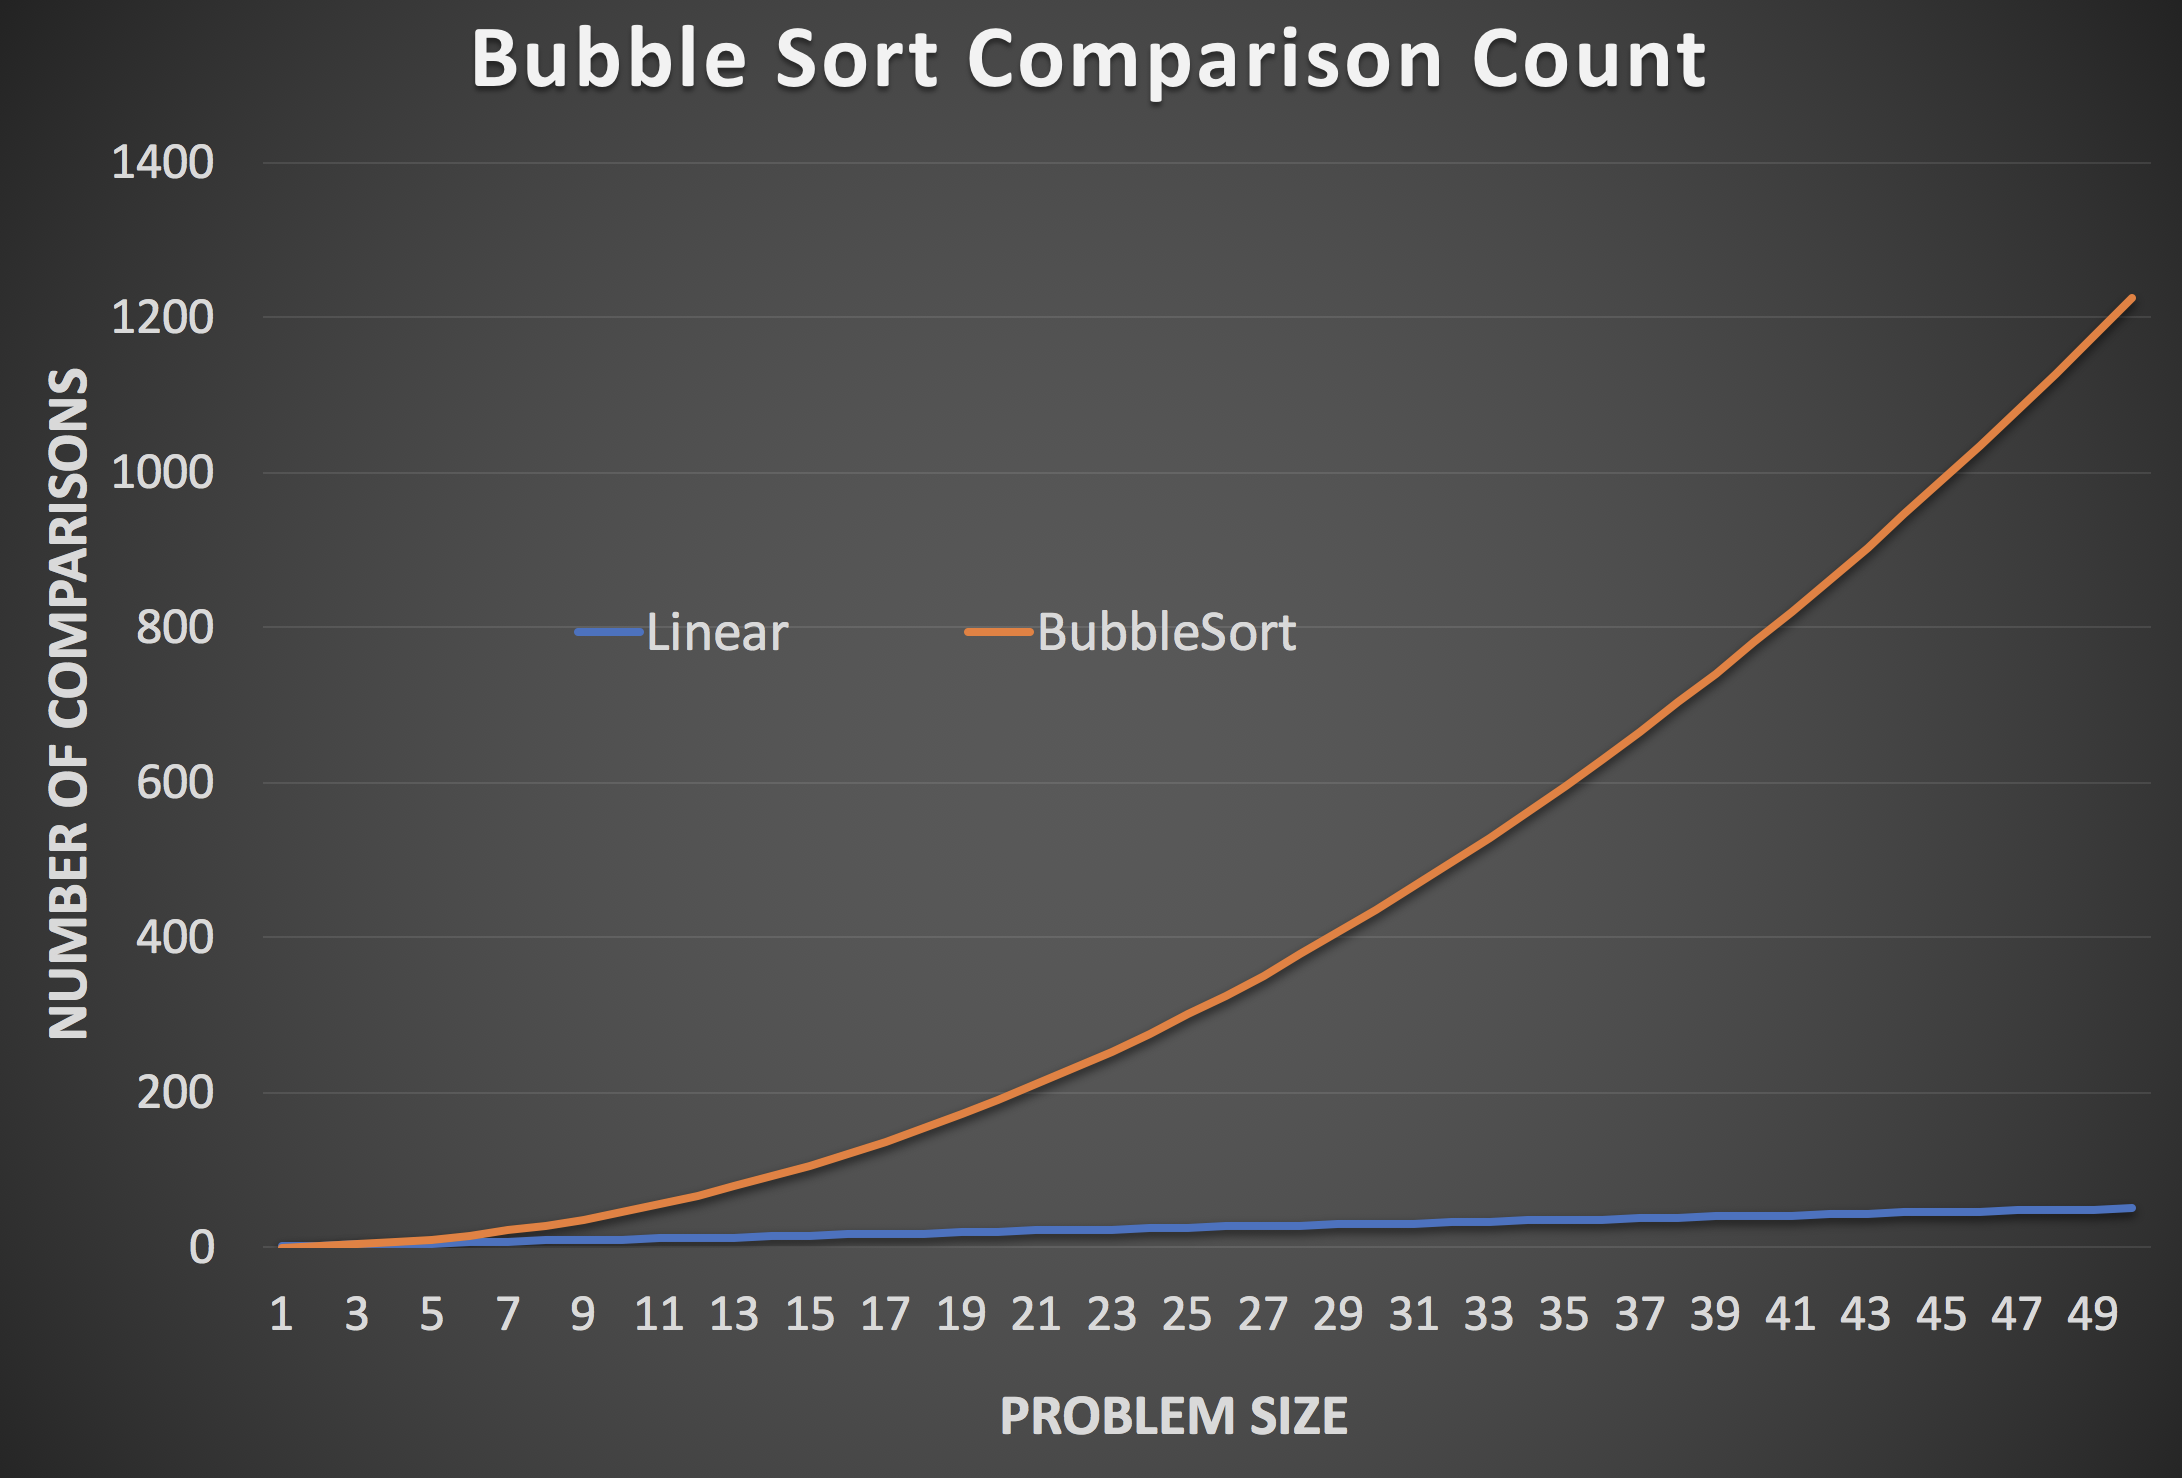 Bubble Sort Comparison Count
NUMBER OF COMPARISONS
1400
1200
1000
800
600
400
200
0
Linear BubbleSort
1 3 5 7 9 11 13 15 17 19 21 23 25 27 29 31 33 35 37 39 41 43 45 47 49
PROBLEM SIZE